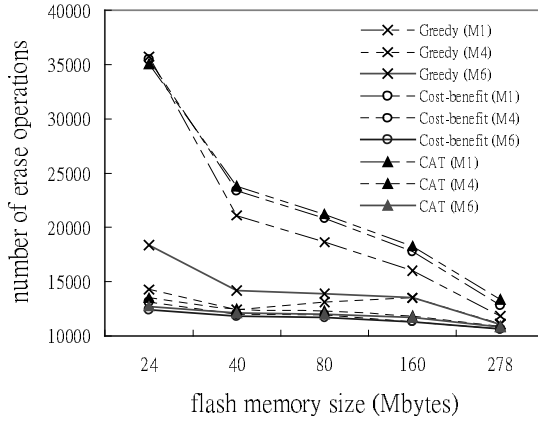 40000
35000
30000
25000
20000
15000
10000
number of erase operations
Greedy (M1)
Greedy (M4)
Greedy (M6)
Cost-benefit (M1)
Cost-benefit (M4)
Cost-benefit (M6)
CAT (M1)
CAT (M4)
CAT (M6)
24 40 80 160 278
flash memory size (Mbytes)